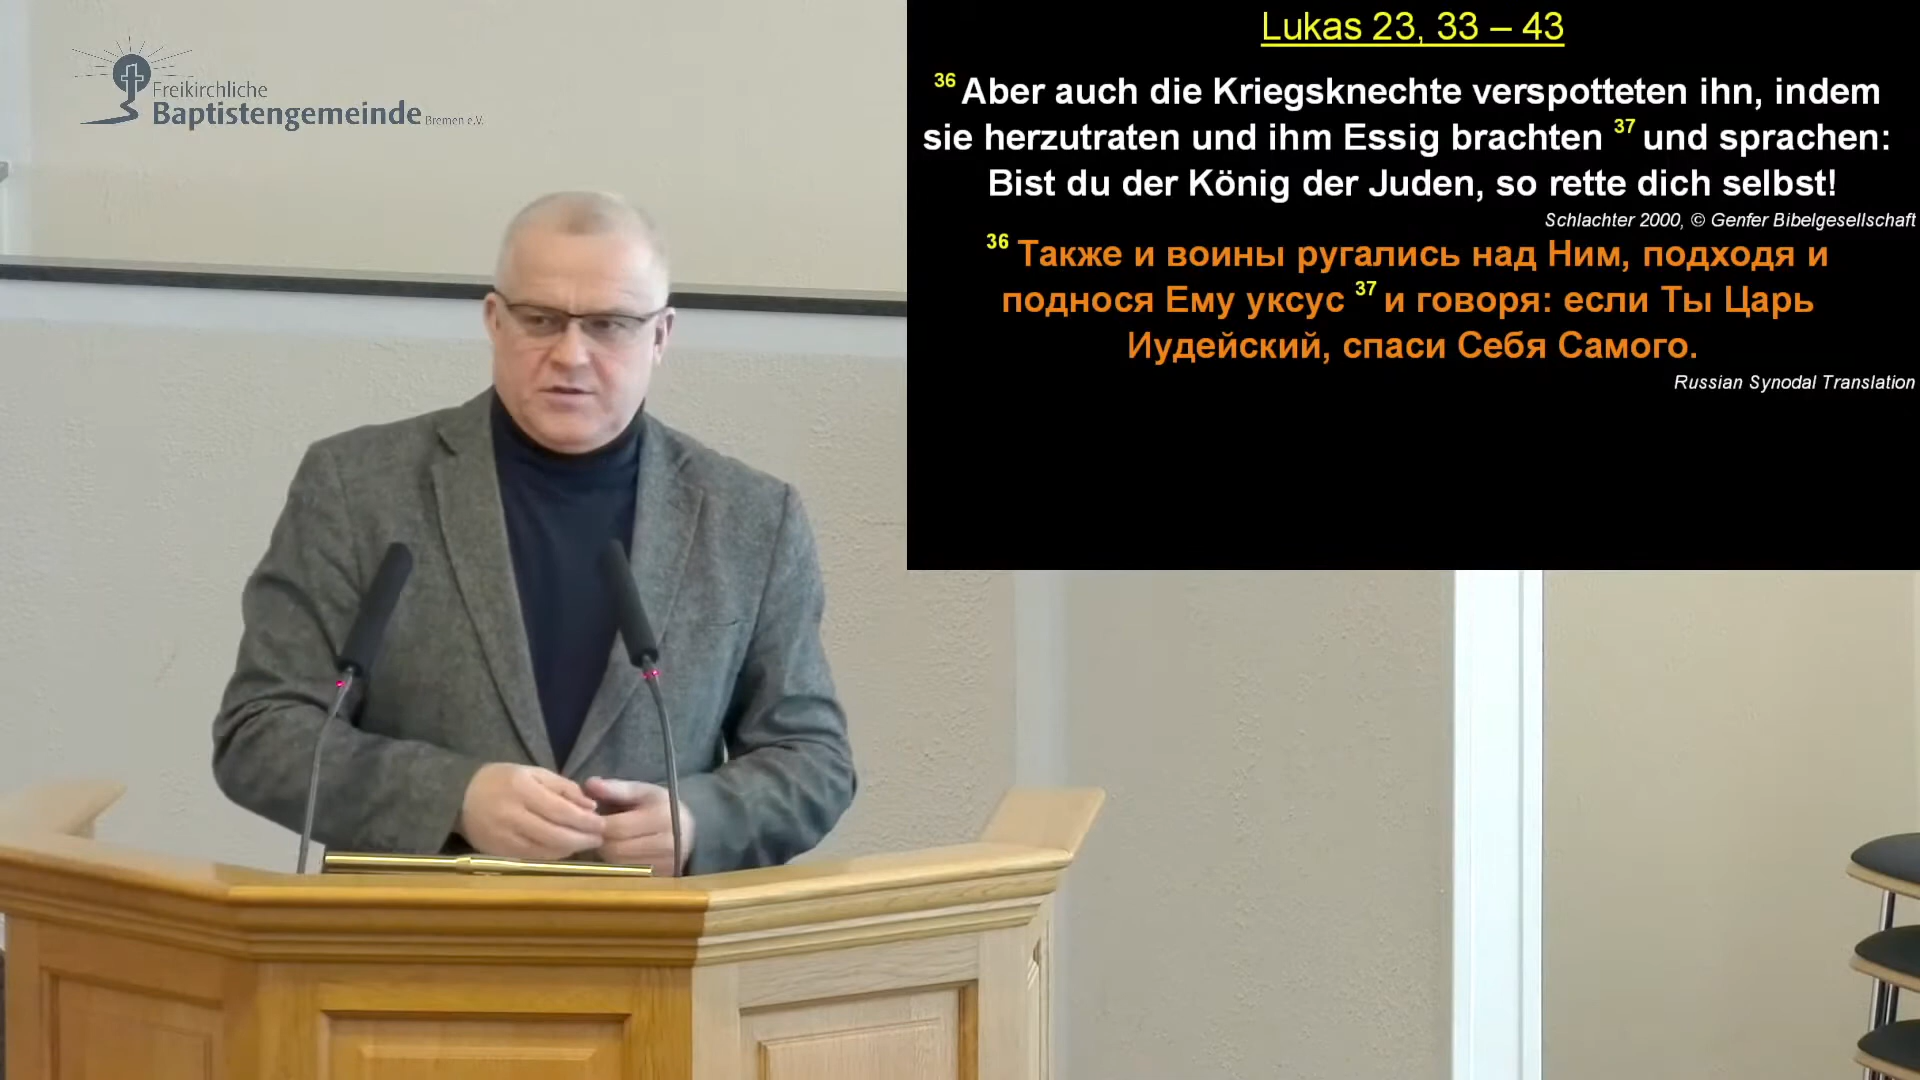 Freikirchliche
Baptistengemeinde Bremen e.V.
Lukas 23, 33 – 43
36 Aber auch die Kriegsknechte verspotteten ihn, indem
sie herzutraten und ihm Essig brachten 37 und sprachen:
Bist du der König der Juden, so rette dich selbst!
Schlachter 2000, © Genfer Bibelgesellschaft
36 Также и воины ругались над Ним, подходя и
поднося Ему уксус 37 и говоря: если Ты Царь
Иудейский, спаси Себя Самого.
Russian Synodal Translation